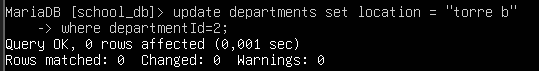 MariaDB [school_db]> update departments set location = "torre b"
    -> where departmentId=2;
Query OK, 0 rows affected (0,001 sec)
Rows matched: 0  Changed: 0  Warnings: 0